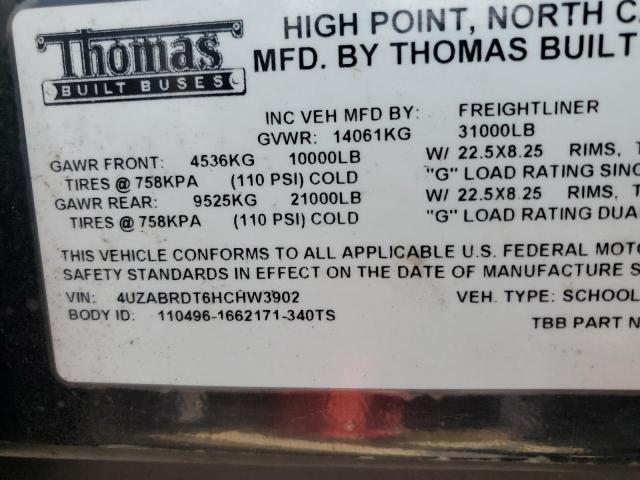 Thomas
BUILT BUSES
HIGH POINT, NORTH C
MFD. BY THOMAS BUILT
INC VEH MFD BY: FREIGHTLINER
GVWR: 14061KG 31000LB
GAWR FRONT: 4536KG 10000LB W/ 22.5X8.25 RIMS, T
TIRES @ 758KPA (110 PSI) COLD "G" LOAD RATING SING
GAWR REAR: 9525KG 21000LB W/ 22.5X8.25 RIMS, T
TIRES @ 758KPA (110 PSI) COLD "G" LOAD RATING DUA
THIS VEHICLE CONFORMS TO ALL APPLICABLE U.S. FEDERAL MOTO
SAFETY STANDARDS IN EFFECT ON THE DATE OF MANUFACTURE S
VIN: 4UZABRDT6HCHW3902 VEH. TYPE: SCHOOL
BODY ID: 110496-1662171-340TS TBB PART N